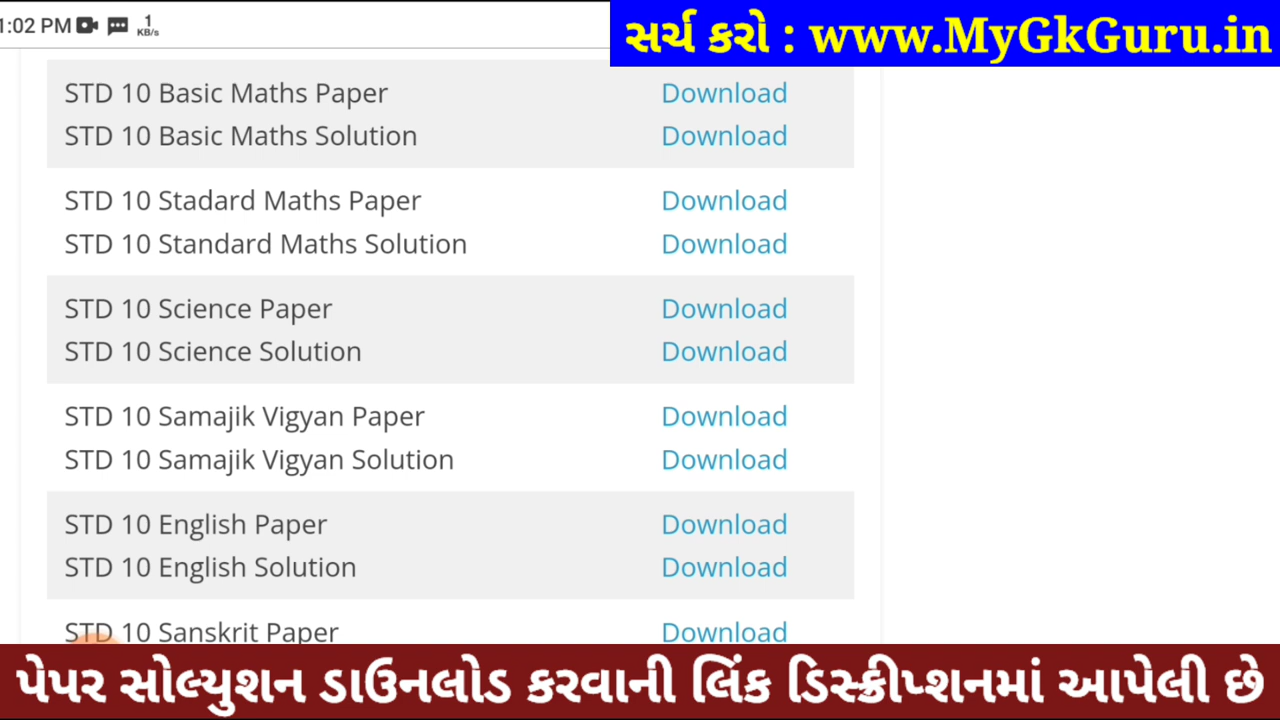 1:02 PM 1 KB/s
સર્ચ કરો : www.MyGkGuru.in
STD 10 Basic Maths Paper Download
STD 10 Basic Maths Solution Download
STD 10 Stadard Maths Paper Download
STD 10 Standard Maths Solution Download
STD 10 Science Paper Download
STD 10 Science Solution Download
STD 10 Samajik Vigyan Paper Download
STD 10 Samajik Vigyan Solution Download
STD 10 English Paper Download
STD 10 English Solution Download
STD 10 Sanskrit Paper Download
પેપર સોલ્યુશન ડાઉનલોડ કરવાની લિંક ડિસ્ક્રીપ્શનમાં આપેલી છે